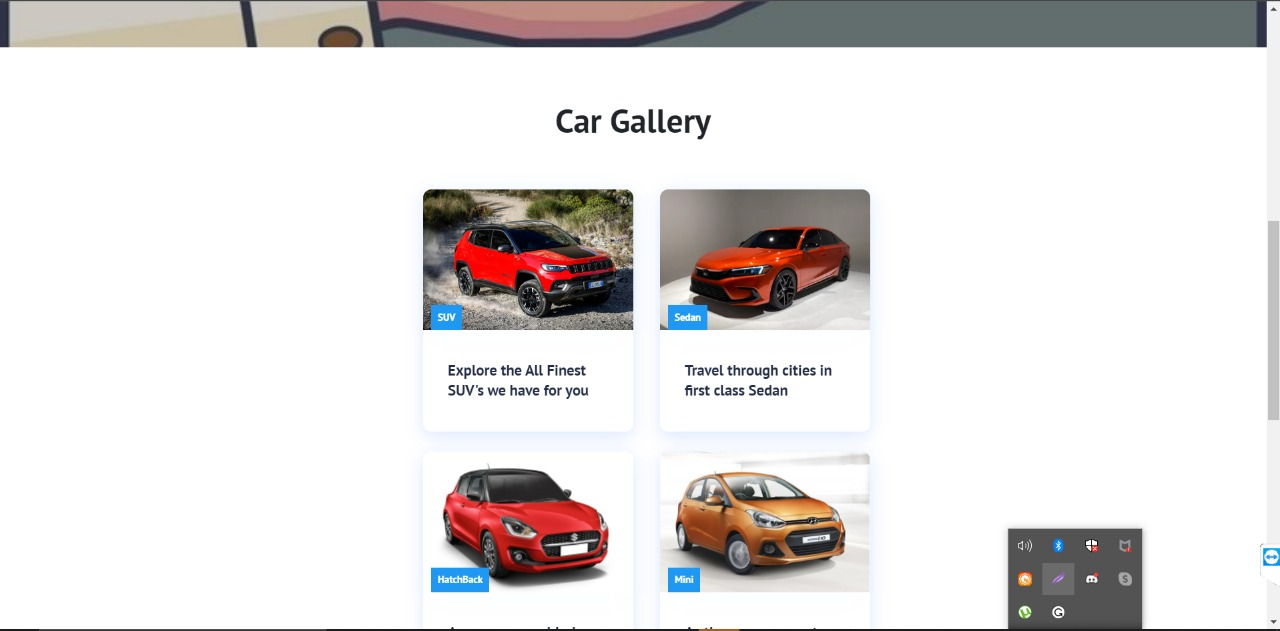 Car Gallery
SUV
Sedan
Explore the All Finest
SUV's we have for you
Travel through cities in
first class Sedan
HatchBack
Mini